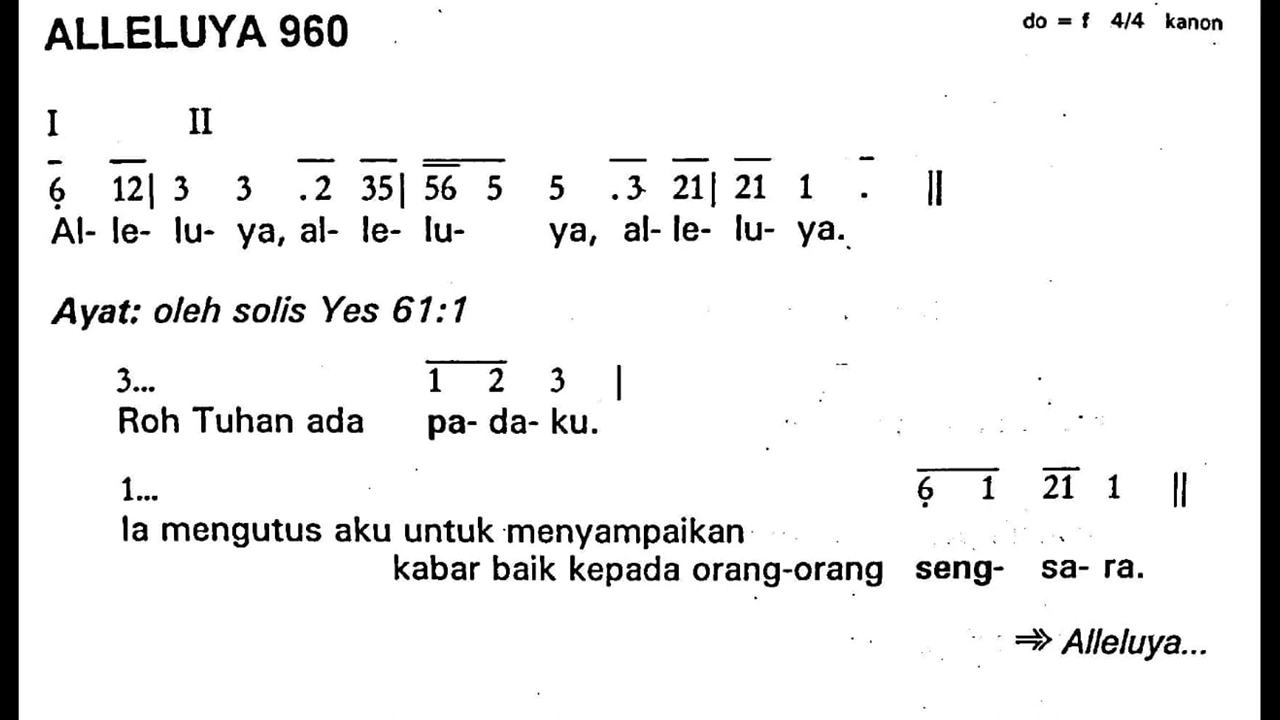 ALLELUYA 960
do = f 4/4 kanon
I II
6̣ 12| 3 3 .2 35| 56 5 5 .3 21| 21 1 . ||
Al- le- lu- ya, al- le- lu- ya, al- le- lu- ya.
Ayat: oleh solis Yes 61:1
3... 1 2 3 |
Roh Tuhan ada pa- da- ku.
1... 6̣ 1 21 1 ||
Ia mengutus aku untuk menyampaikan
kabar baik kepada orang-orang seng- sa- ra.
⇒ Alleluya...